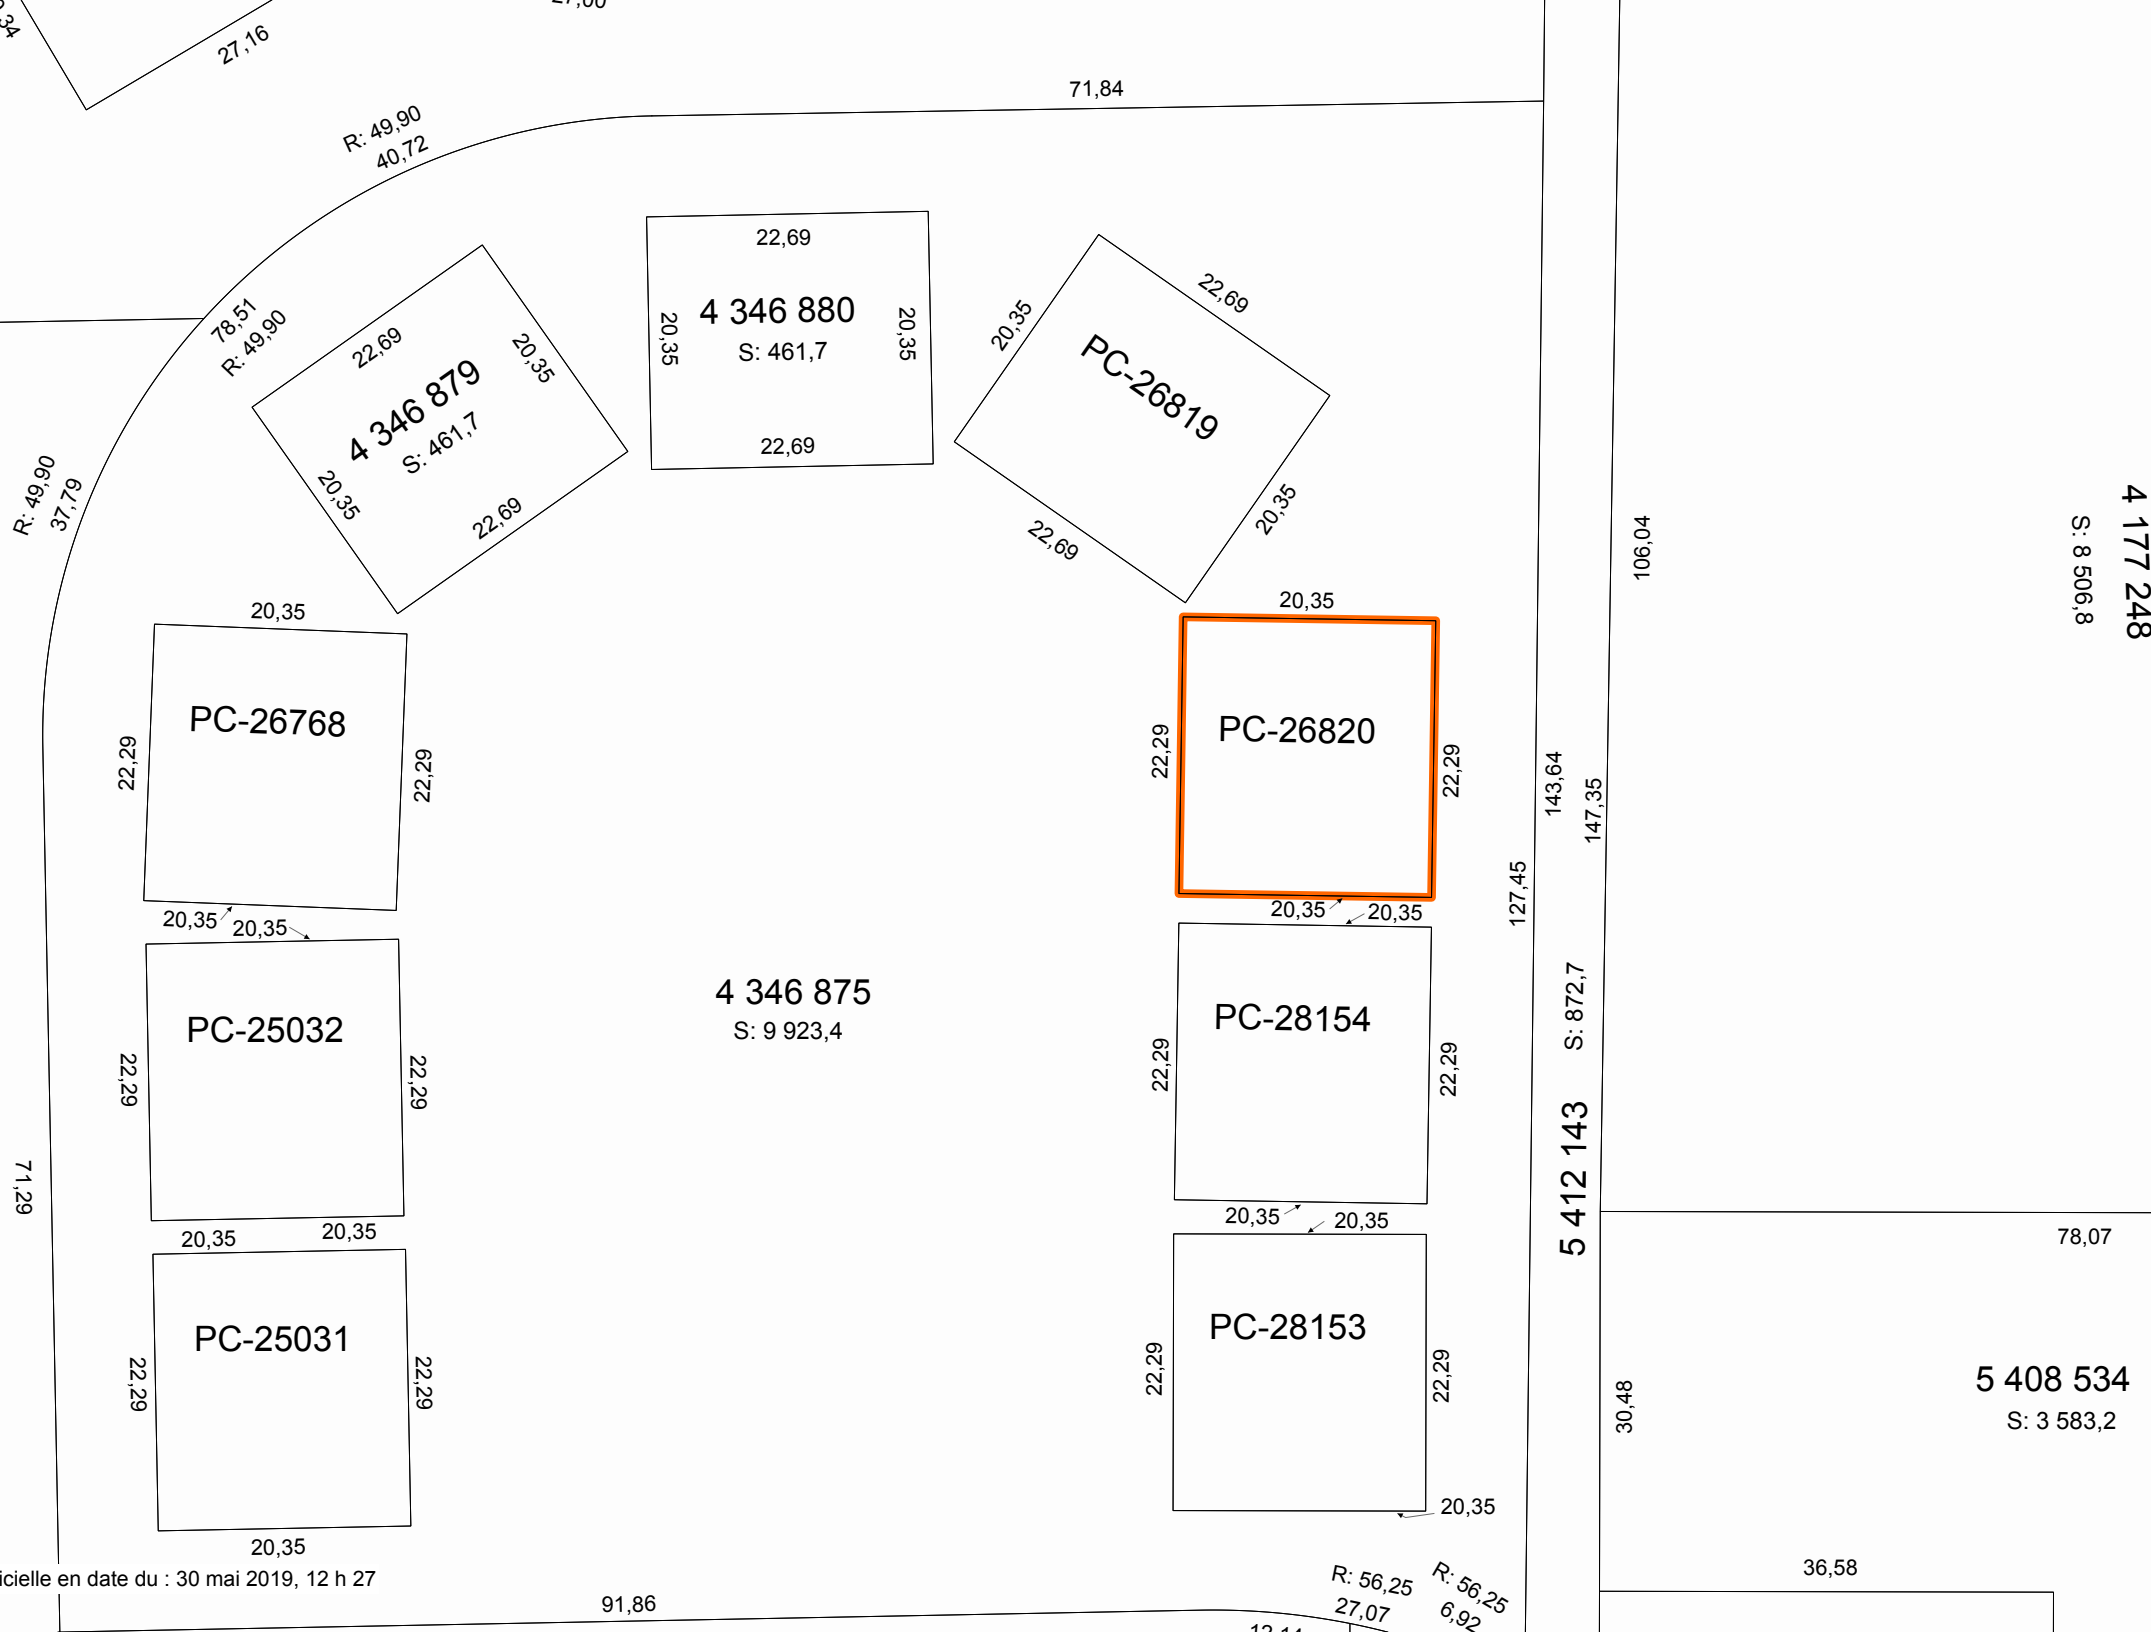 27,16
71,84
R: 49,90
40,72
22,69
4 346 880
S: 461,7
20,35
20,35
22,69
78,51
R: 49,90
22,69
20,35
4 346 879
S: 461,7
20,35
22,69
22,69
20,35
PC-26819
20,35
22,69
R: 49,90
37,79
106,04
4 177 248
S: 8 506,8
20,35
PC-26768
22,29
22,29
20,35
20,35
20,35
PC-26820
22,29
22,29
20,35
20,35
143,64
147,35
127,45
4 346 875
S: 9 923,4
PC-25032
22,29
22,29
20,35
20,35
PC-28154
22,29
22,29
20,35
20,35
S: 872,7
5 412 143
71,29
78,07
PC-25031
22,29
22,29
20,35
PC-28153
22,29
22,29
20,35
30,48
5 408 534
S: 3 583,2
36,58
icielle en date du : 30 mai 2019, 12 h 27
91,86
R: 56,25
27,07
R: 56,25
6,92